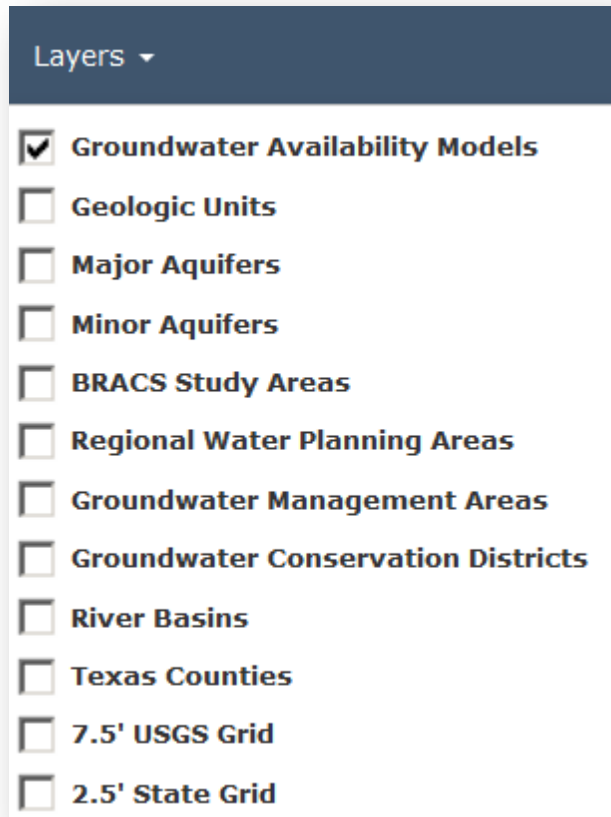 Layers
Groundwater Availability Models
Geologic Units
Major Aquifers
Minor Aquifers
BRACS Study Areas
Regional Water Planning Areas
Groundwater Management Areas
Groundwater Conservation Districts
River Basins
Texas Counties
7.5' USGS Grid
2.5' State Grid